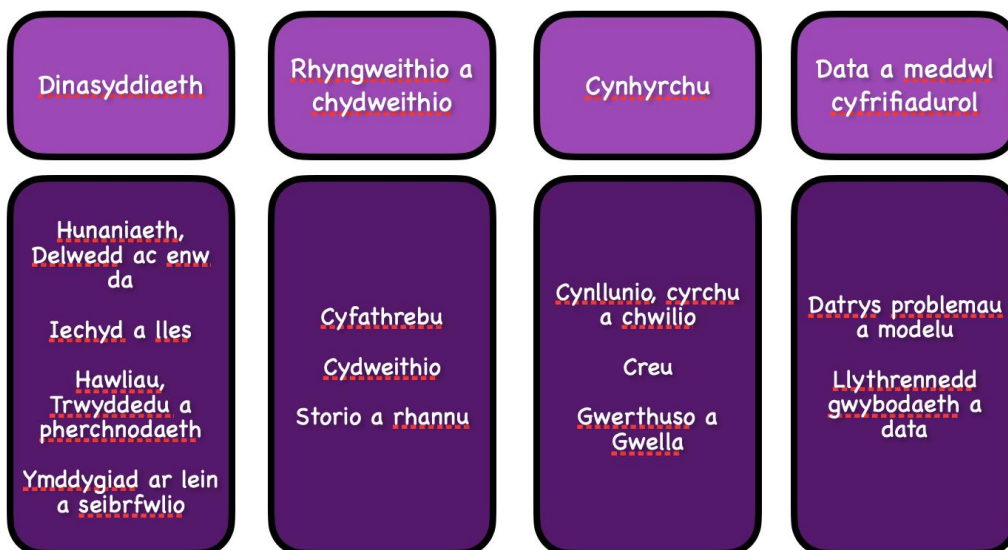 Dinasyddiaeth
Rhyngweithio a
chydweithio
Cynhyrchu
Data a meddwl
cyfrifiadurol
Hunaniaeth,
Delwedd ac enw
da
Iechyd a lles
Hawliau,
Trwyddedu a
pherchnodaeth
Ymddygiad ar lein
a seibrfwlio
Cyfathrebu
Cydweithio
Storio a rhannu
Cynllunio, cyrchu
a chwilio
Creu
Gwerthuso a
Gwella
Datrys problemau
a modelu
Llythrennedd
gwybodaeth a
data